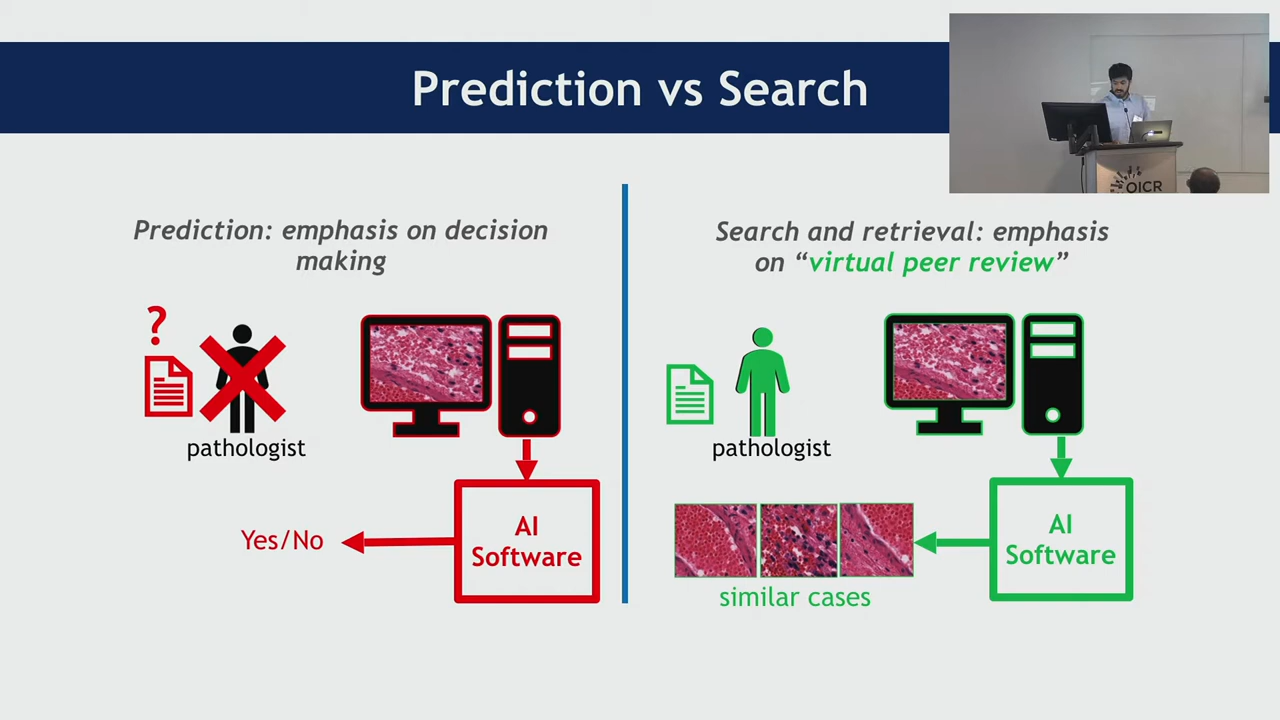 Prediction vs Search
OICR
Prediction: emphasis on decision
making
?
pathologist
AI
Software
Yes/No
Search and retrieval: emphasis
on “virtual peer review”
pathologist
AI
Software
similar cases